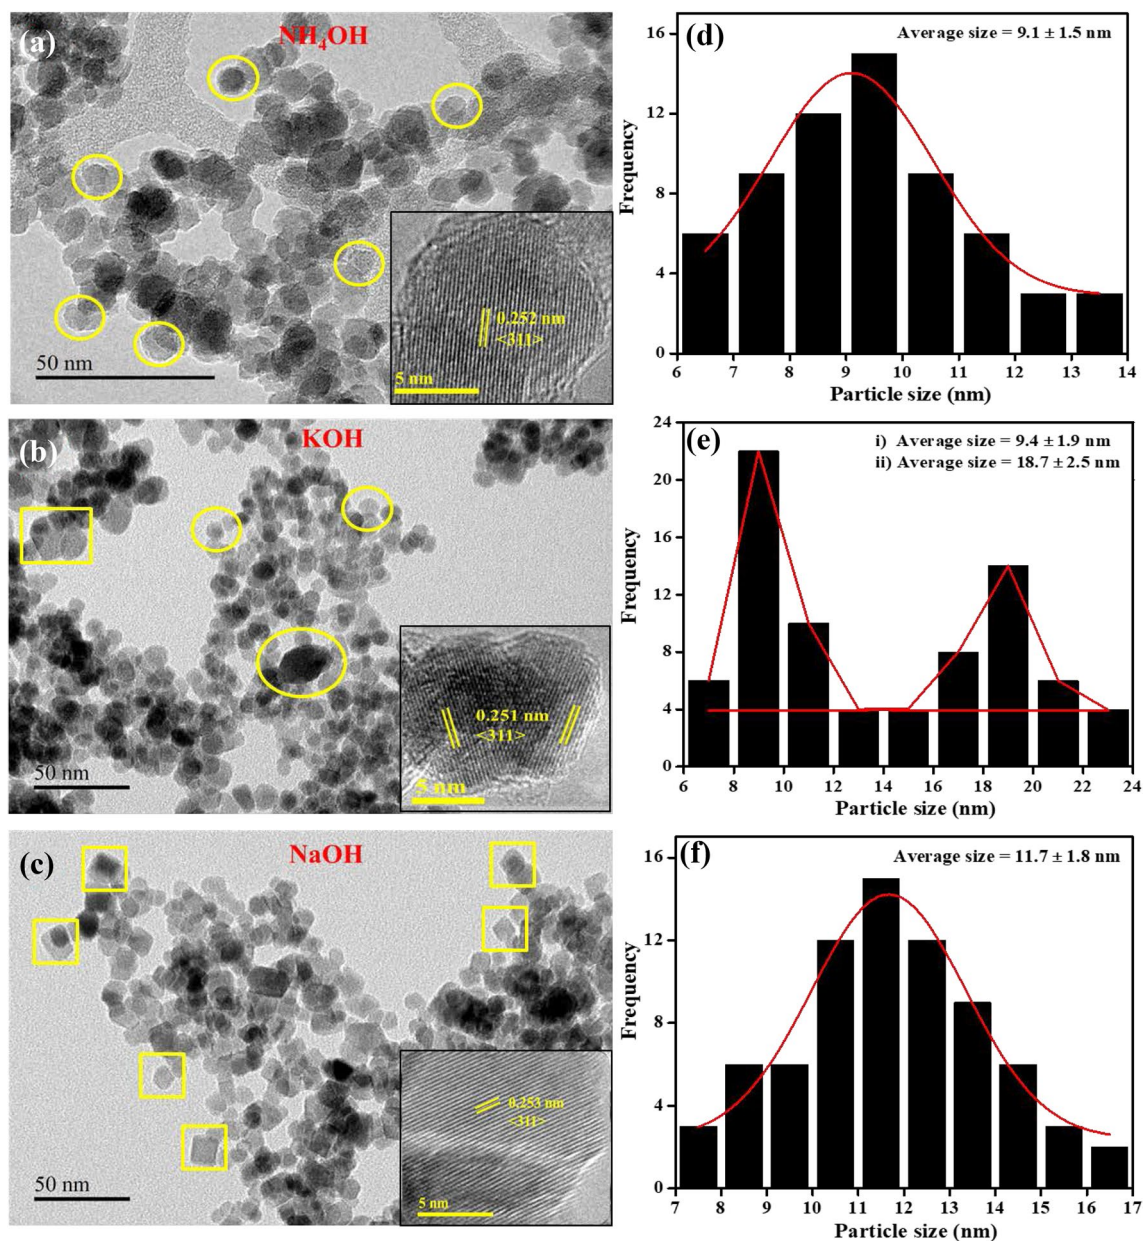 (a)
NH₄OH
0.252 nm
<311>
5 nm
50 nm
(d)
Average size = 9.1 ± 1.5 nm
Frequency
16
12
8
4
0
6 7 8 9 10 11 12 13 14
Particle size (nm)
(b)
KOH
0.251 nm
<311>
5 nm
50 nm
(e)
i) Average size = 9.4 ± 1.9 nm
ii) Average size = 18.7 ± 2.5 nm
Frequency
24
20
16
12
8
4
0
6 8 10 12 14 16 18 20 22 24
Particle size (nm)
(c)
NaOH
0.253 nm
<311>
5 nm
50 nm
(f)
Average size = 11.7 ± 1.8 nm
Frequency
16
12
8
4
0
7 8 9 10 11 12 13 14 15 16 17
Particle size (nm)